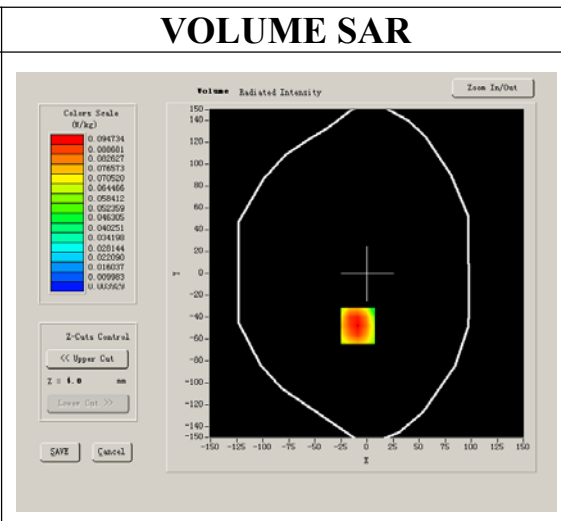 VOLUME SAR
Volume Radiated Intensity
Zoom In/Out
Colors Scale
(W/kg)
0.094734
0.088681
0.082627
0.076573
0.070520
0.064466
0.058412
0.052359
0.046305
0.040251
0.034198
0.028144
0.022090
0.016037
0.009983
Z-Cuts Control
<< Upper Cut
Z = 4.0 mm
Lower Cut >>
SAVE
Cancel
150
140
120
100
80
60
40
20
0
-20
-40
-60
-80
-100
-120
-140
-150
Y
-150 -125 -100 -75 -50 -25 0 25 50 75 100 125 150
X